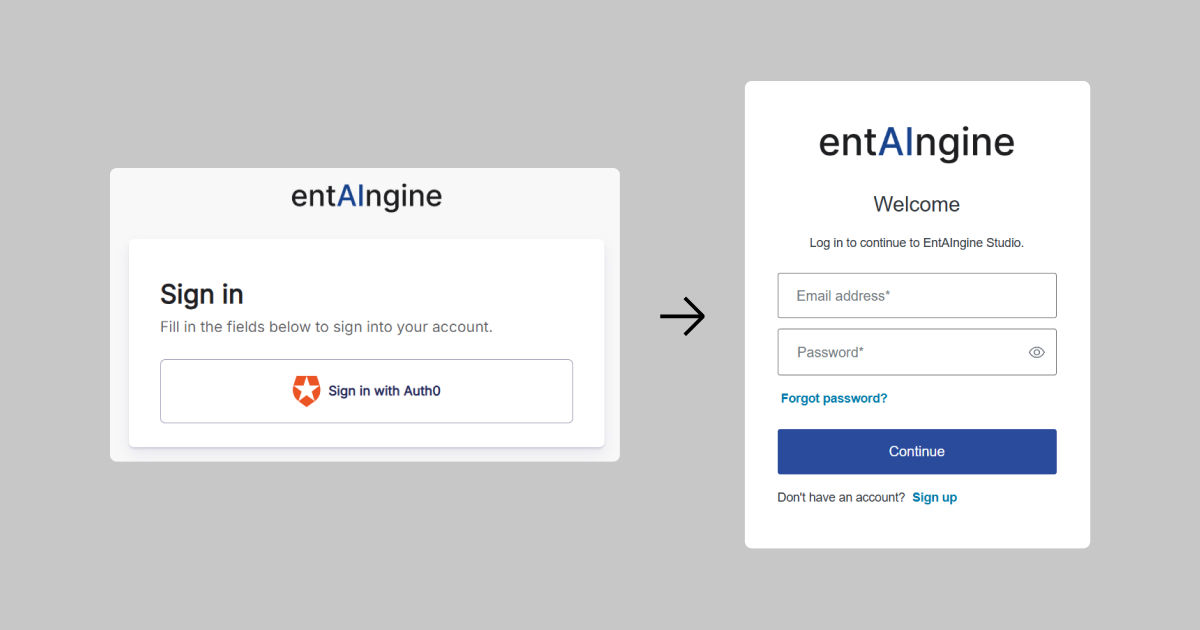 entAIngine
Sign in
Fill in the fields below to sign into your account.
Sign in with Auth0
entAIngine
Welcome
Log in to continue to EntAIngine Studio.
Email address*
Password*
Forgot password?
Continue
Don't have an account? Sign up